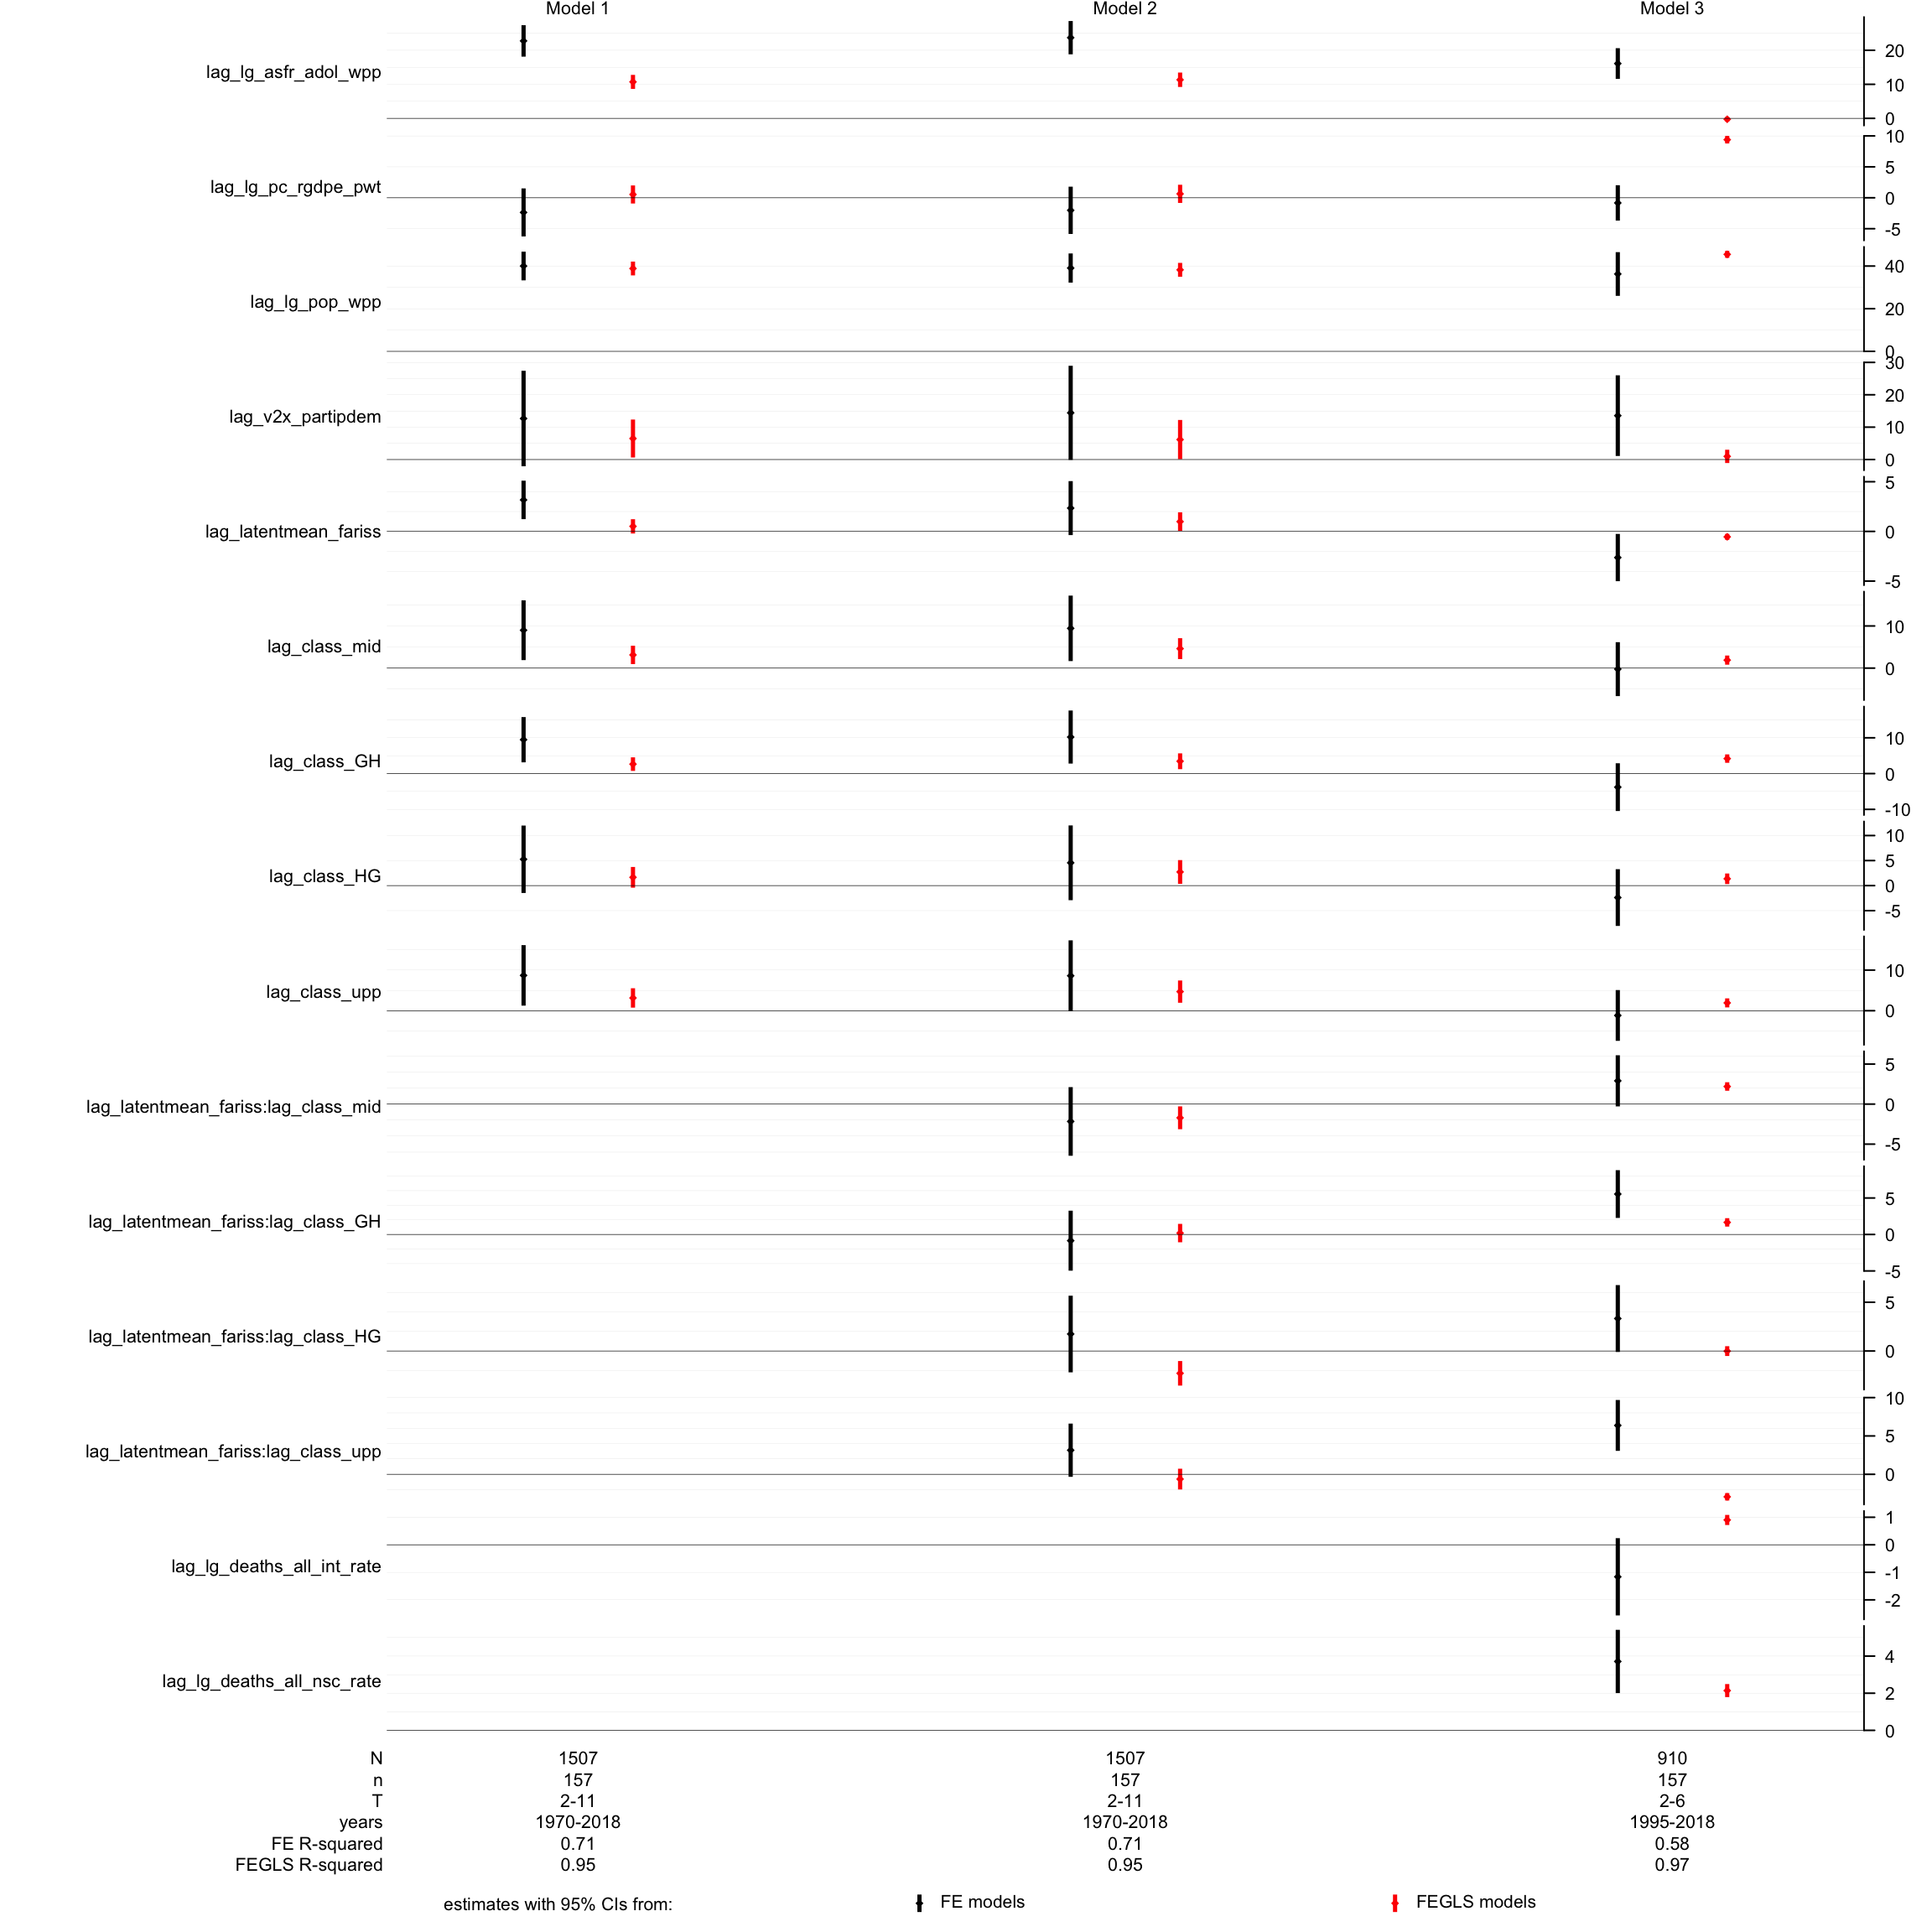 Model 1 Model 2 Model 3
lag_lg_asfr_adol_wpp
20
10
0
lag_lg_pc_rgdpe_pwt
10
5
0
-5
lag_lg_pop_wpp
40
20
0
lag_v2x_partipdem
30
20
10
0
lag_latentmean_fariss
5
0
-5
lag_class_mid
10
0
lag_class_GH
10
0
-10
lag_class_HG
10
5
0
-5
lag_class_upp
10
0
lag_latentmean_fariss:lag_class_mid
5
0
-5
lag_latentmean_fariss:lag_class_GH
5
0
-5
lag_latentmean_fariss:lag_class_HG
5
0
lag_latentmean_fariss:lag_class_upp
10
5
0
lag_lg_deaths_all_int_rate
1
0
-1
-2
lag_lg_deaths_all_nsc_rate
4
2
0
N 1507 1507 910
n 157 157 157
T 2-11 2-11 2-6
years 1970-2018 1970-2018 1995-2018
FE R-squared 0.71 0.71 0.58
FEGLS R-squared 0.95 0.95 0.97
estimates with 95% CIs from: FE models FEGLS models